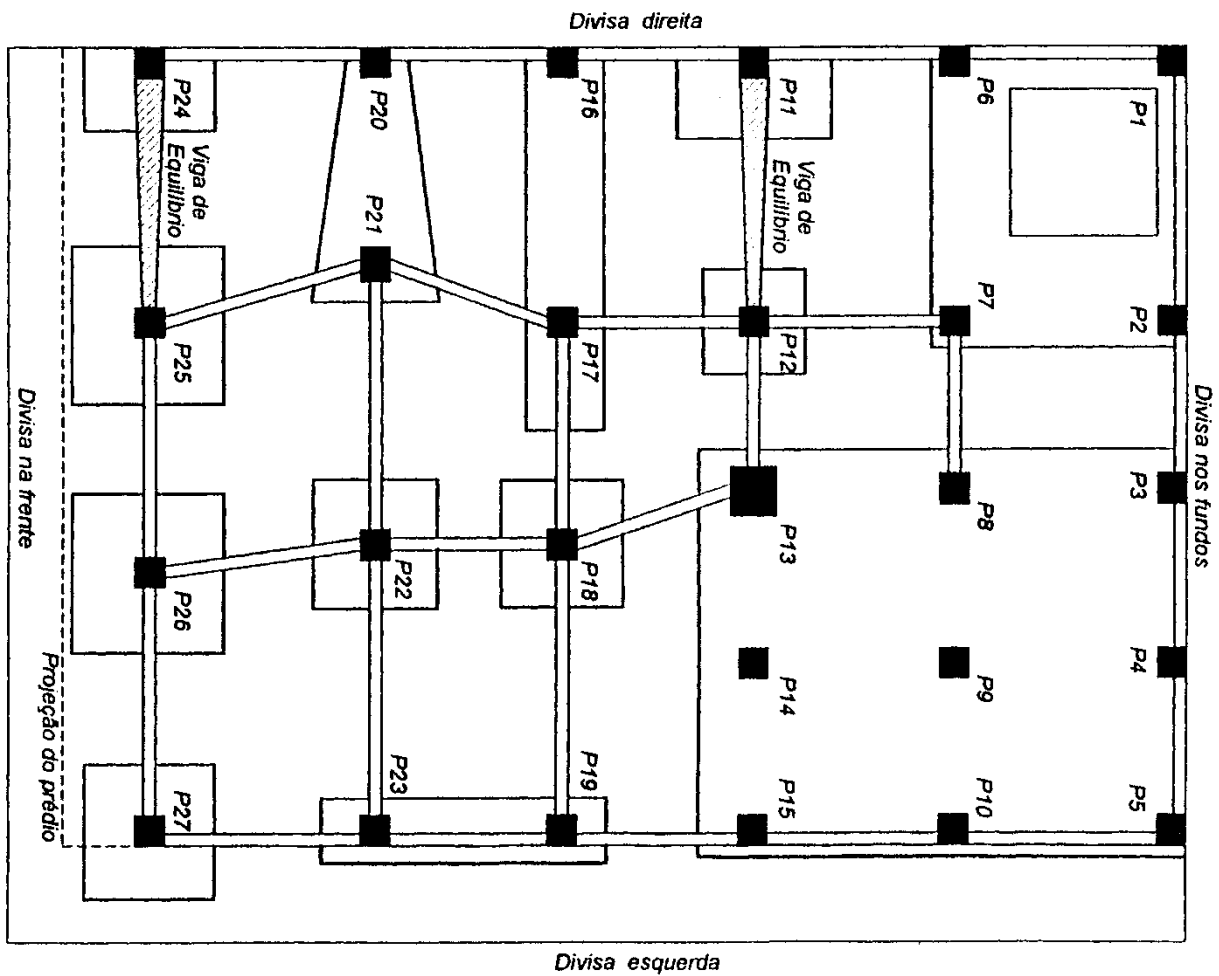 Divisa direita
P24
P20
P16
P11
P6
P1
Viga de
Equilíbrio
Viga de
Equilíbrio
P21
P25
P17
P12
P7
P2
Divisa na frente
Divisa nos fundos
P26
P22
P18
P13
P8
P3
P14
P9
P4
Projeção do prédio
P27
P23
P19
P15
P10
P5
Divisa esquerda